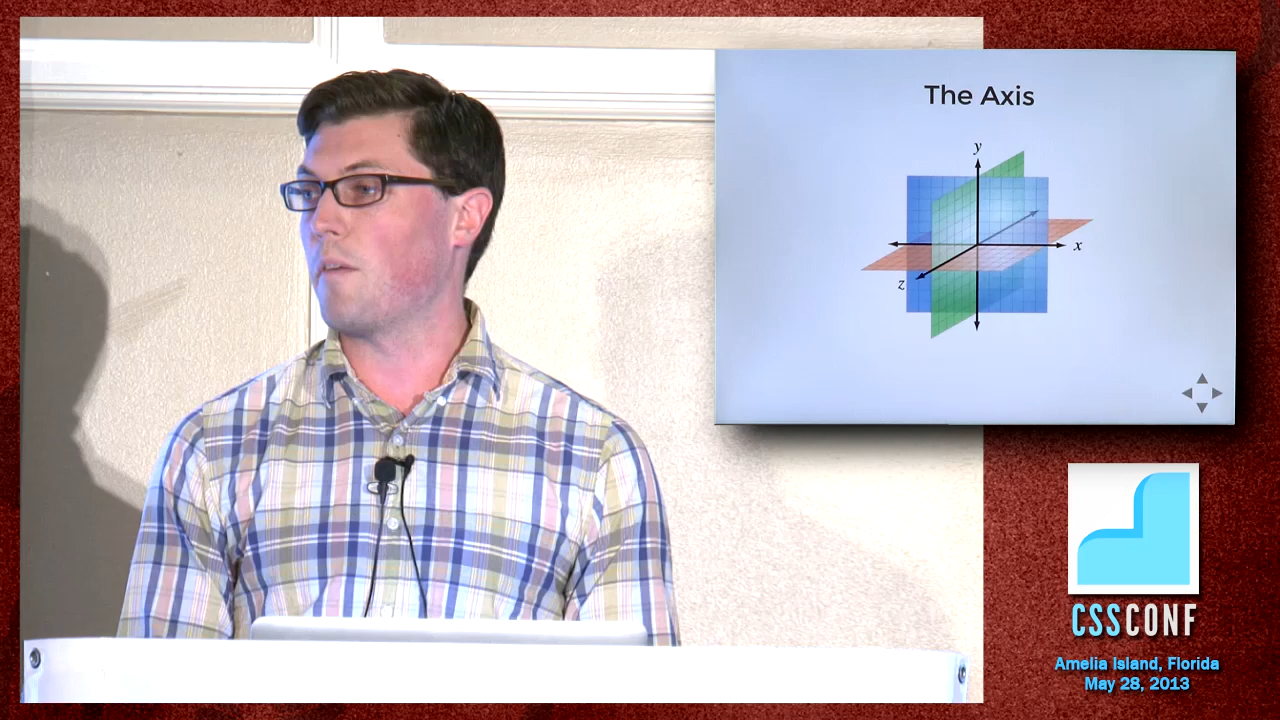 The Axis
y
x
z
CSSCONF
Amelia Island, Florida
May 28, 2013